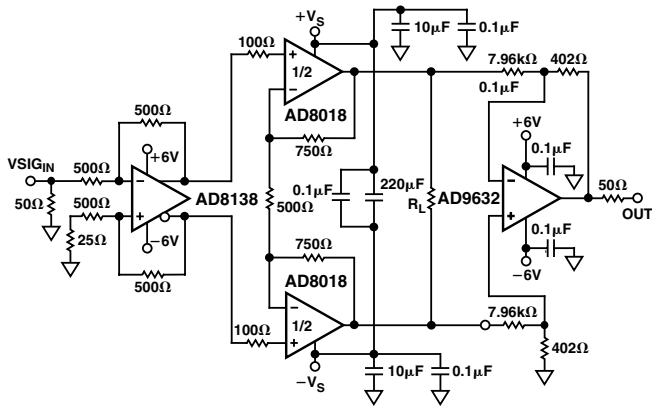 +VS
10µF
0.1µF
100Ω
1/2
+
−
AD8018
7.96kΩ
402Ω
0.1µF
500Ω
750Ω
+6V
0.1µF
VSIGIN
500Ω
+6V
−
+
AD8138
50Ω
500Ω
25Ω
−6V
500Ω
0.1µF
500Ω
220µF
RL
AD9632
−
+
50Ω
OUT
0.1µF
−6V
750Ω
AD8018
100Ω
−
1/2
+
7.96kΩ
402Ω
−VS
10µF
0.1µF